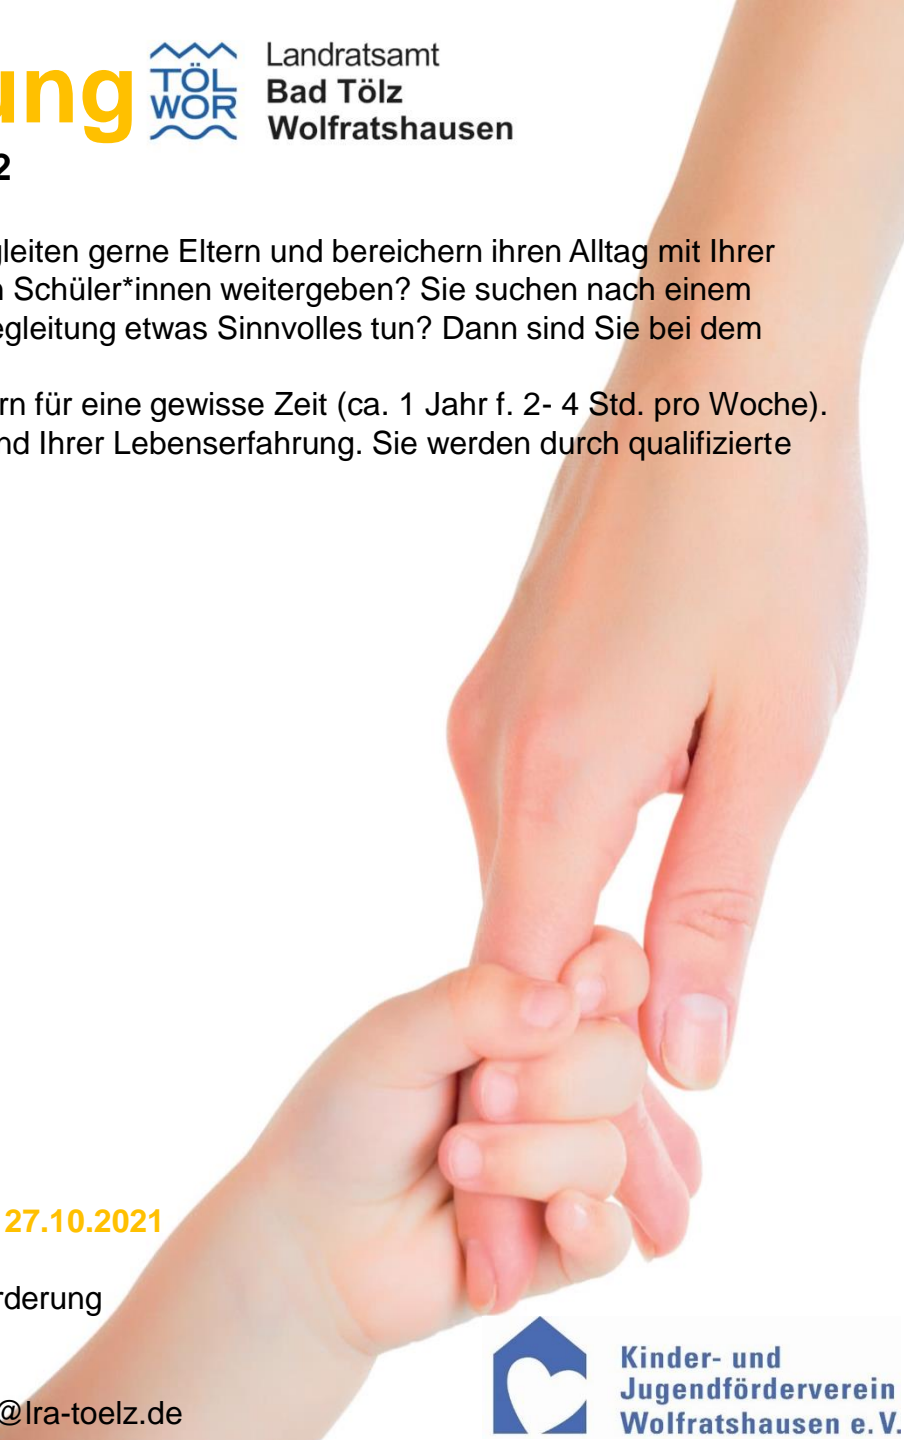 ung
TÖL
WOR
Landratsamt
Bad Tölz
Wolfratshausen
2
gleiten gerne Eltern und bereichern ihren Alltag mit Ihrer
n Schüler*innen weitergeben? Sie suchen nach einem
egleitung etwas Sinnvolles tun? Dann sind Sie bei dem
rn für eine gewisse Zeit (ca. 1 Jahr f. 2- 4 Std. pro Woche).
nd Ihrer Lebenserfahrung. Sie werden durch qualifizierte
27.10.2021
rderung
@lra-toelz.de
Kinder- und
Jugendförderverein
Wolfratshausen e.V.